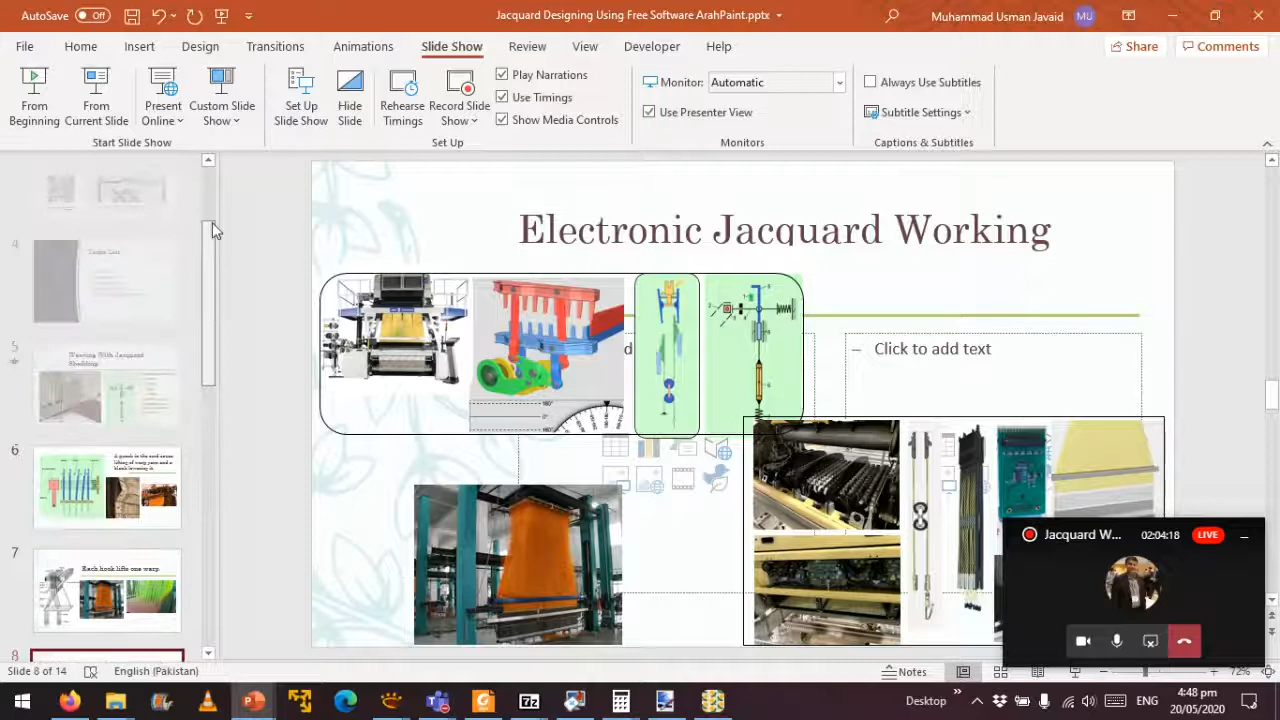 AutoSave Off
Jacquard Designing Using Free Software ArahPaint.pptx
Muhammad Usman Javaid MU
File Home Insert Design Transitions Animations Slide Show Review View Developer Help
Share Comments
From Beginning
From Current Slide
Present Online
Custom Slide Show
Start Slide Show
Set Up Slide Show
Hide Slide
Rehearse Timings
Record Slide Show
Play Narrations
Use Timings
Show Media Controls
Set Up
Monitor: Automatic
Use Presenter View
Monitors
Always Use Subtitles
Subtitle Settings
Captions & Subtitles
4
5
Weaving With Jacquard Shedding
6
7
Each hook lifts one warp
8
Electronic Jacquard Working
d
– Click to add text
Jacquard W... 02:04:18 LIVE
Slide 8 of 14 English (Pakistan)
Notes
72%
Desktop
ENG
4:48 pm
20/05/2020